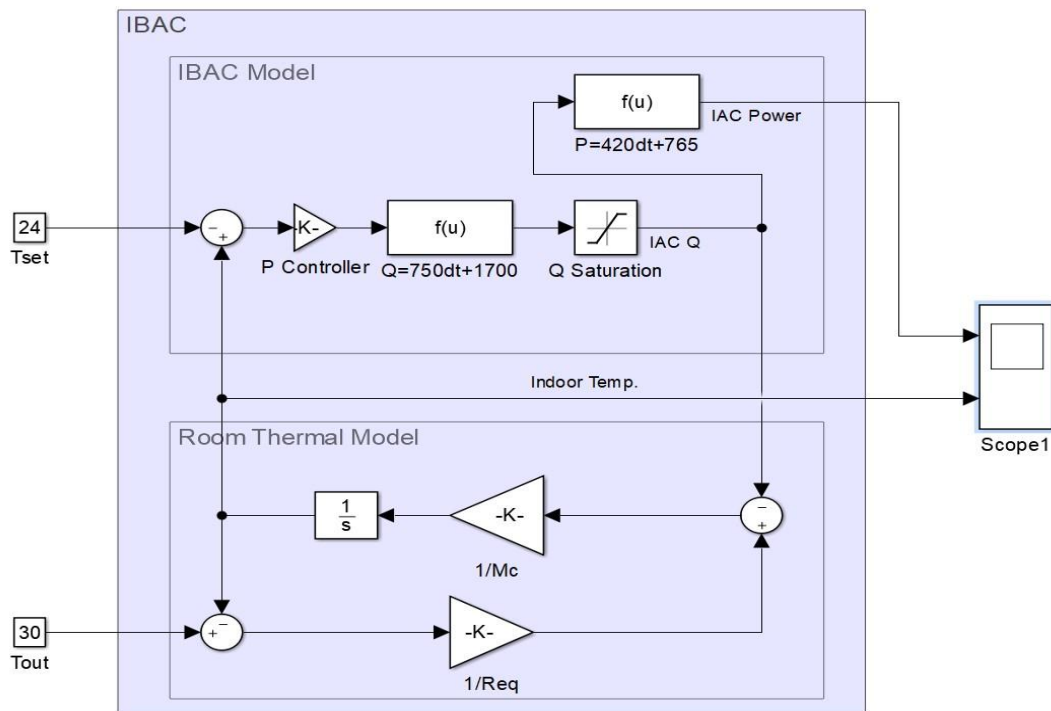 IBAC
IBAC Model
f(u)
IAC Power
P=420dt+765
24
Tset
-
+
-K-
P Controller
f(u)
Q=750dt+1700
Q Saturation
IAC Q
Indoor Temp.
Scope1
Room Thermal Model
1
s
-K-
1/Mc
-
+
30
Tout
+
-
-K-
1/Req